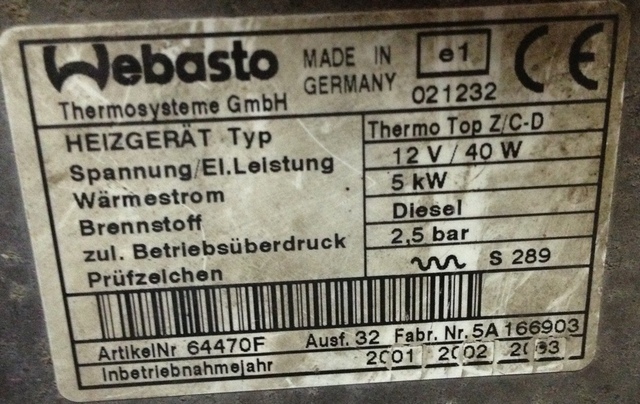 Webasto MADE IN GERMANY e1 CE
Thermosysteme GmbH 021232
HEIZGERÄT Typ Thermo Top Z/C-D
Spannung/El.Leistung 12 V / 40 W
Wärmestrom 5 kW
Brennstoff Diesel
zul. Betriebsüberdruck 2,5 bar
Prüfzeichen S 289
ArtikelNr 64470F Ausf. 32 Fabr. Nr. 5A 166903
Inbetriebnahmejahr 2001 2002 2003